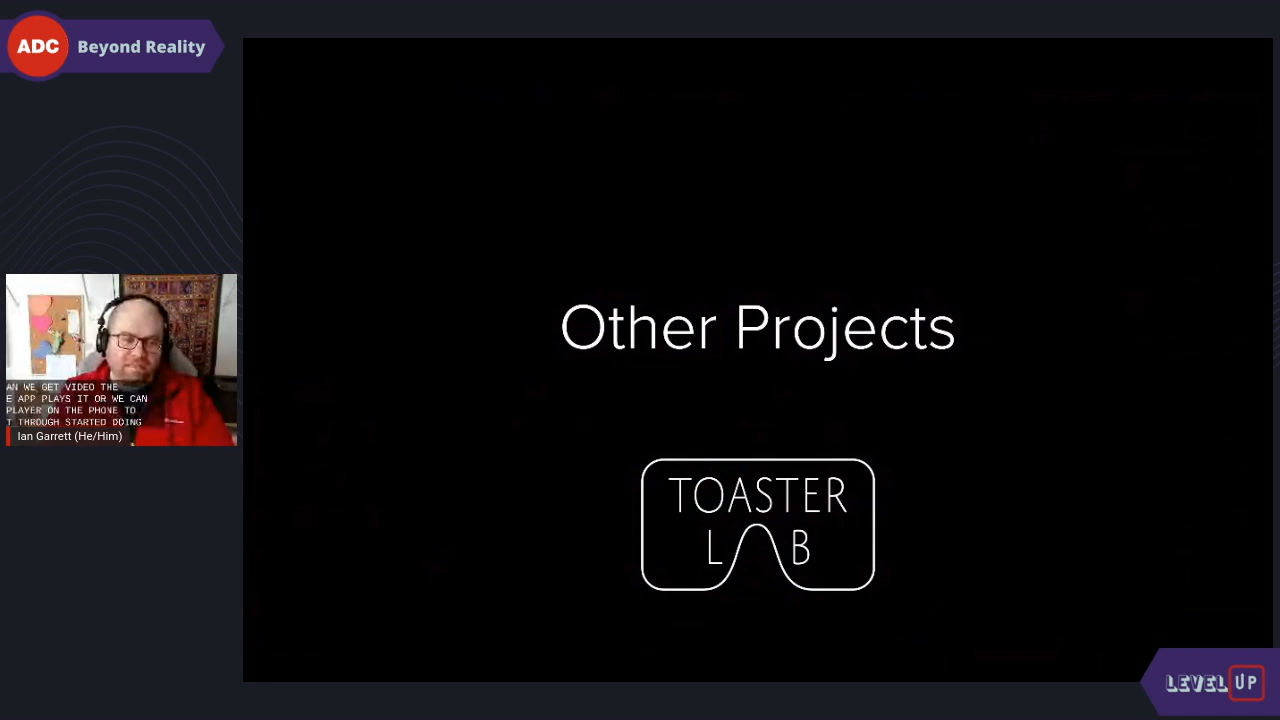 ADC
Beyond Reality
Other Projects
TOASTER
LAB
AN WE GET VIDEO THE
E APP PLAYS IT OR WE CAN
PLAYER ON THE PHONE TO
T THROUGH STARTED DOING
Ian Garrett (He/Him)
LEVEL UP